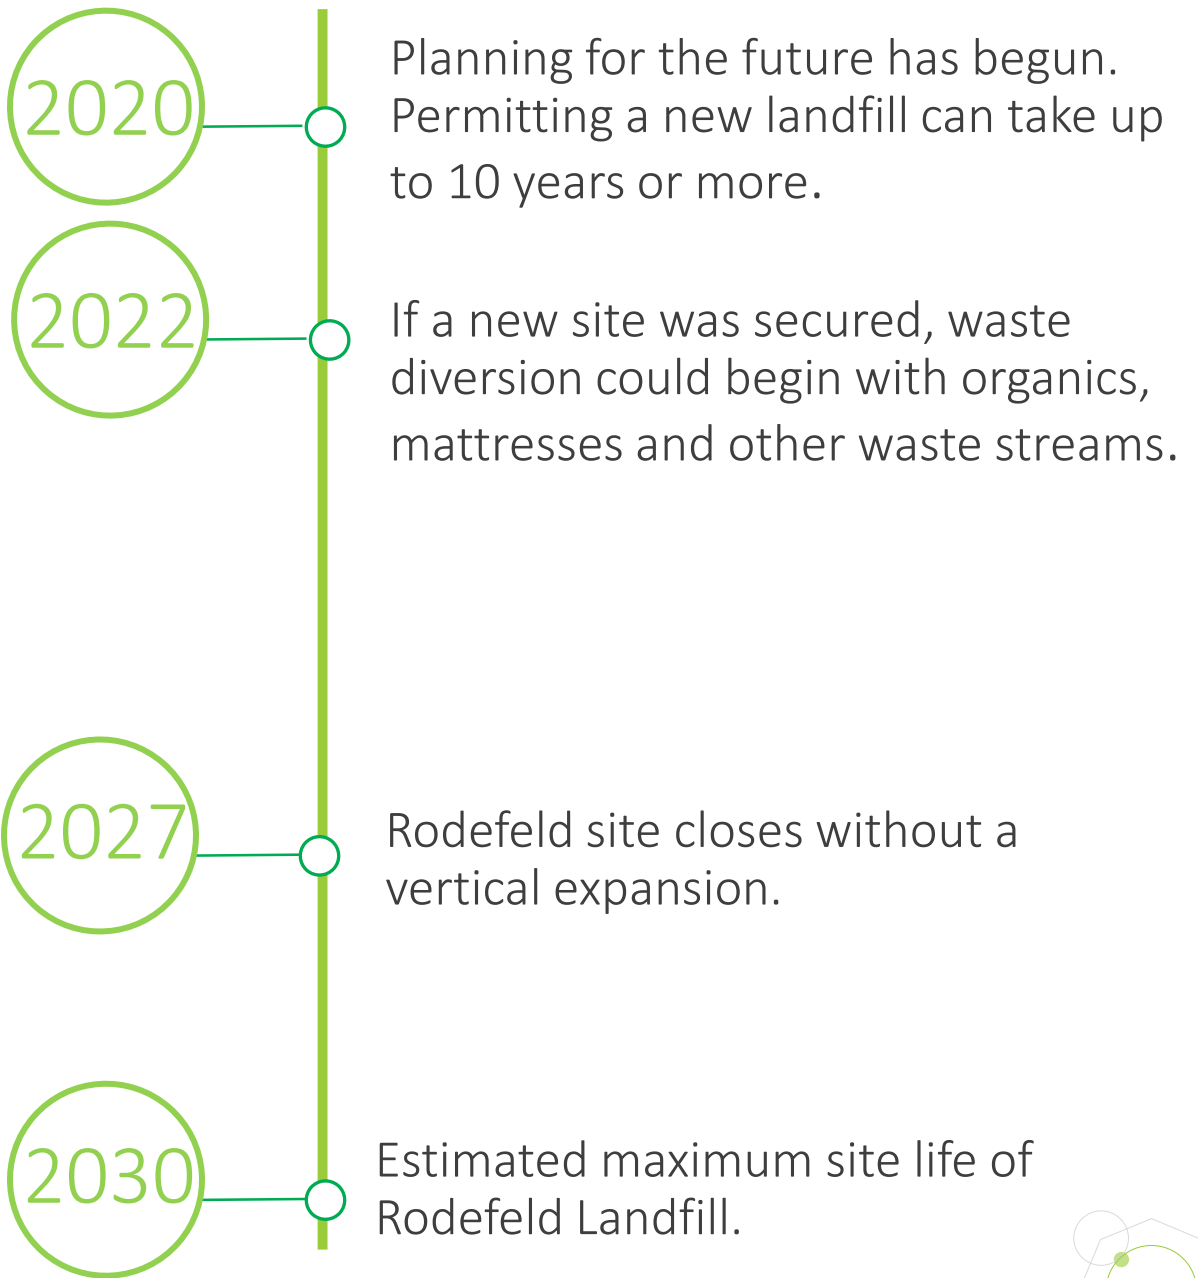 2020
Planning for the future has begun.
Permitting a new landfill can take up
to 10 years or more.
2022
If a new site was secured, waste
diversion could begin with organics,
mattresses and other waste streams.
2027
Rodefeld site closes without a
vertical expansion.
2030
Estimated maximum site life of
Rodefeld Landfill.